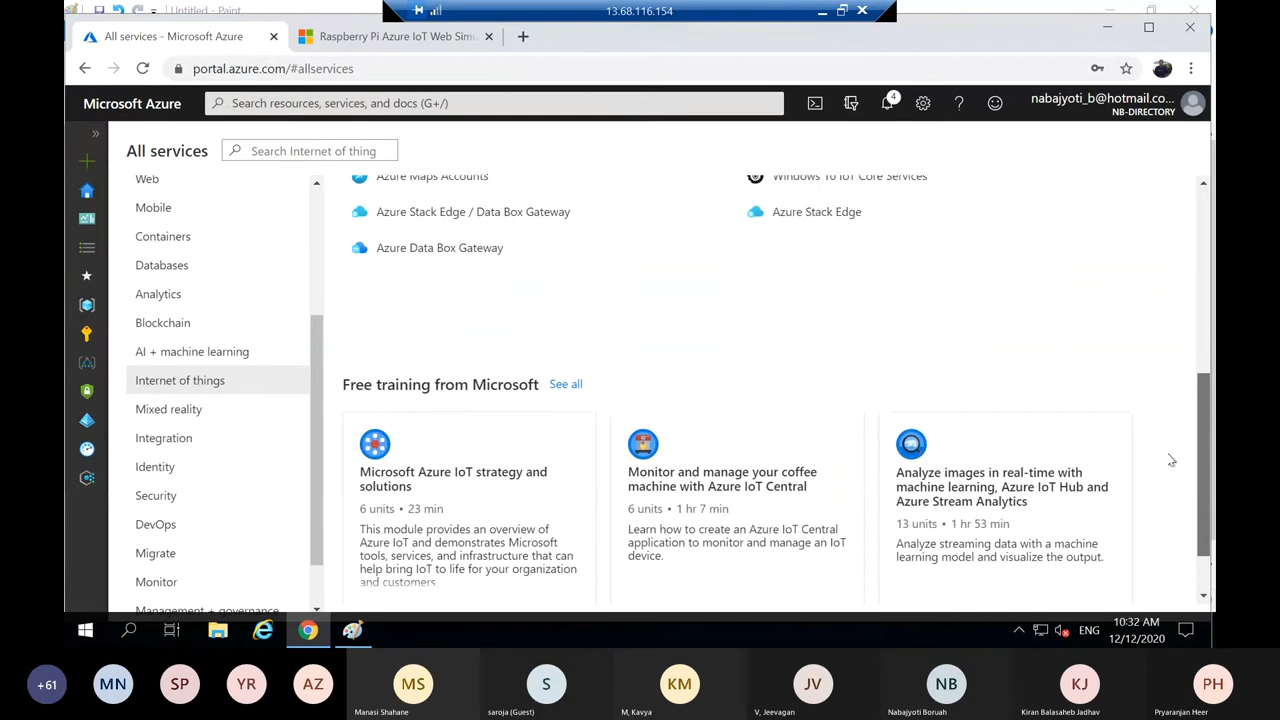 Untitled - Paint
13.68.116.154
All services - Microsoft Azure
Raspberry Pi Azure IoT Web Simu
portal.azure.com/#allservices
Microsoft Azure
Search resources, services, and docs (G+/)
4
nabajyoti_b@hotmail.co...
NB-DIRECTORY
All services
Search Internet of thing
Web
Mobile
Containers
Databases
Analytics
Blockchain
AI + machine learning
Internet of things
Mixed reality
Integration
Identity
Security
DevOps
Migrate
Monitor
Management + governance
Azure Maps Accounts
Windows 10 IoT Core Services
Azure Stack Edge / Data Box Gateway
Azure Stack Edge
Azure Data Box Gateway
Free training from Microsoft See all
Microsoft Azure IoT strategy and
solutions
6 units • 23 min
This module provides an overview of
Azure IoT and demonstrates Microsoft
tools, services, and infrastructure that can
help bring IoT to life for your organization
and customers.
Monitor and manage your coffee
machine with Azure IoT Central
6 units • 1 hr 7 min
Learn how to create an Azure IoT Central
application to monitor and manage an IoT
device.
Analyze images in real-time with
machine learning, Azure IoT Hub and
Azure Stream Analytics
13 units • 1 hr 53 min
Analyze streaming data with a machine
learning model and visualize the output.
ENG
10:32 AM
12/12/2020
+61
MN
SP
YR
AZ
MS
Manasi Shahane
S
saroja (Guest)
KM
M, Kavya
JV
V, Jeevagan
NB
Nabajyoti Boruah
KJ
Kiran Balasaheb Jadhav
PH
Pryaranjan Heer